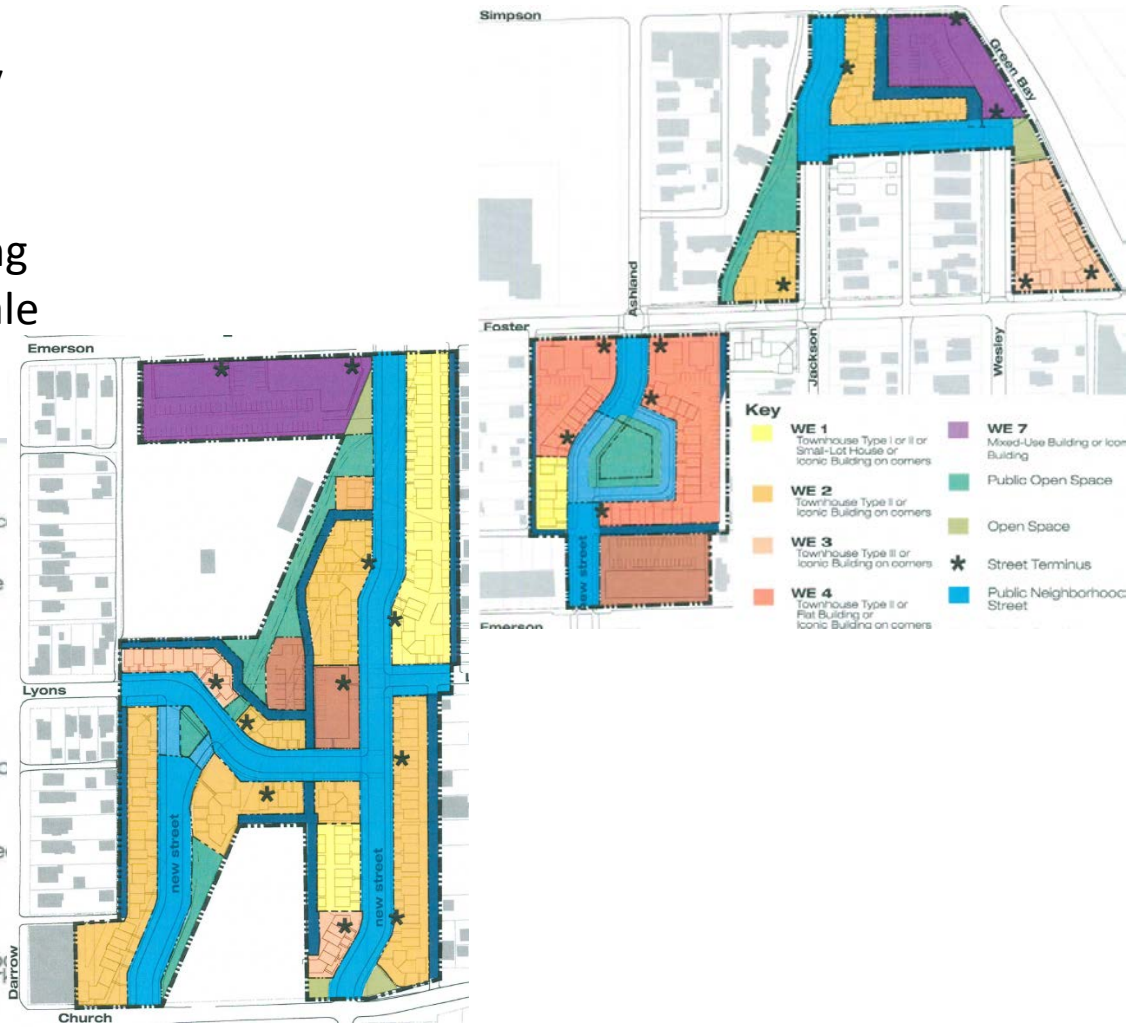 ng
ale
Simpson
Green Bay
Ashland
Foster
Jackson
Wesley
new street
Emerson
Key
WE 1
Townhouse Type I or II or
Small-Lot House or
Iconic Building on corners
WE 2
Townhouse Type II or
Iconic Building on corners
WE 3
Townhouse Type III or
Iconic Building on corners
WE 4
Townhouse Type II or
Flat Building or
Iconic Building on corners
WE 7
Mixed-Use Building or Icon
Building
Public Open Space
Open Space
Street Terminus
Public Neighborhood
Street
Emerson
Lyons
L
new street
new street
Darrow
Church